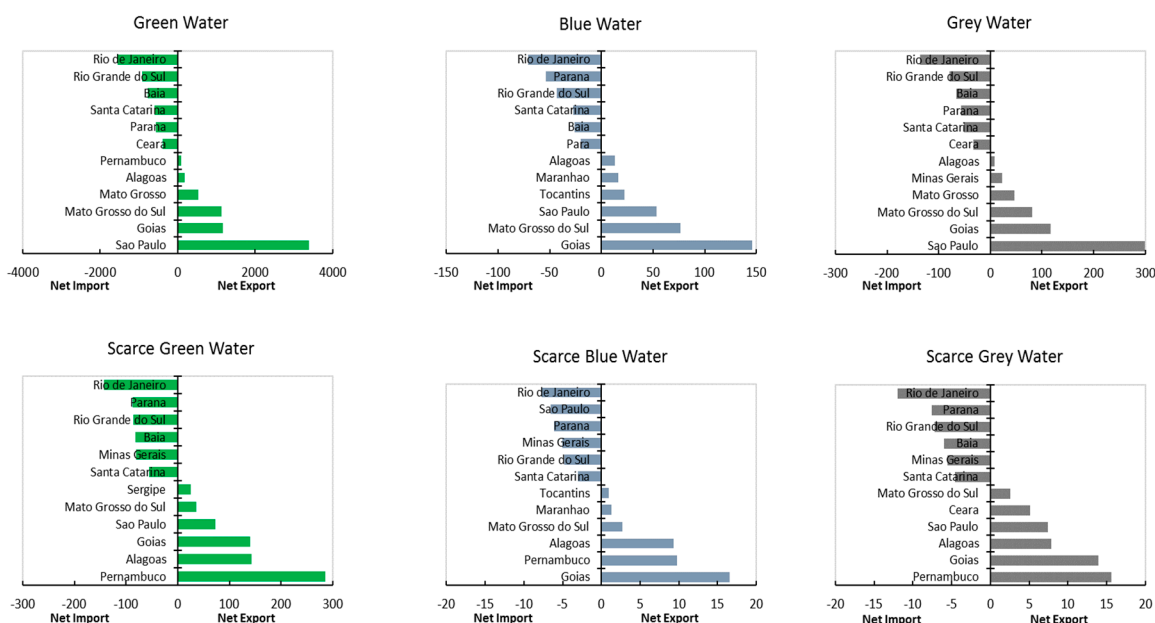 Green Water
Rio de Janeiro
Rio Grande do Sul
Baia
Santa Catarina
Parana
Ceara
Pernambuco
Alagoas
Mato Grosso
Mato Grosso do Sul
Goias
Sao Paulo
-4000 -2000 0 2000 4000
Net Import Net Export
Blue Water
Rio de Janeiro
Parana
Rio Grande do Sul
Santa Catarina
Baia
Para
Alagoas
Maranhao
Tocantins
Sao Paulo
Mato Grosso do Sul
Goias
-150 -100 -50 0 50 100 150
Net Import Net Export
Grey Water
Rio de Janeiro
Rio Grande do Sul
Baia
Parana
Santa Catarina
Ceara
Alagoas
Minas Gerais
Mato Grosso
Mato Grosso do Sul
Goias
Sao Paulo
-300 -200 -100 0 100 200 300
Net Import Net Export
Scarce Green Water
Rio de Janeiro
Parana
Rio Grande do Sul
Baia
Minas Gerais
Santa Catarina
Sergipe
Mato Grosso do Sul
Sao Paulo
Goias
Alagoas
Pernambuco
-300 -200 -100 0 100 200 300
Net Import Net Export
Scarce Blue Water
Rio de Janeiro
Sao Paulo
Parana
Minas Gerais
Rio Grande do Sul
Santa Catarina
Tocantins
Maranhao
Mato Grosso do Sul
Alagoas
Pernambuco
Goias
-20 -15 -10 -5 0 5 10 15 20
Net Import Net Export
Scarce Grey Water
Rio de Janeiro
Parana
Rio Grande do Sul
Baia
Minas Gerais
Santa Catarina
Mato Grosso do Sul
Ceara
Sao Paulo
Alagoas
Goias
Pernambuco
-20 -15 -10 -5 0 5 10 15 20
Net Import Net Export